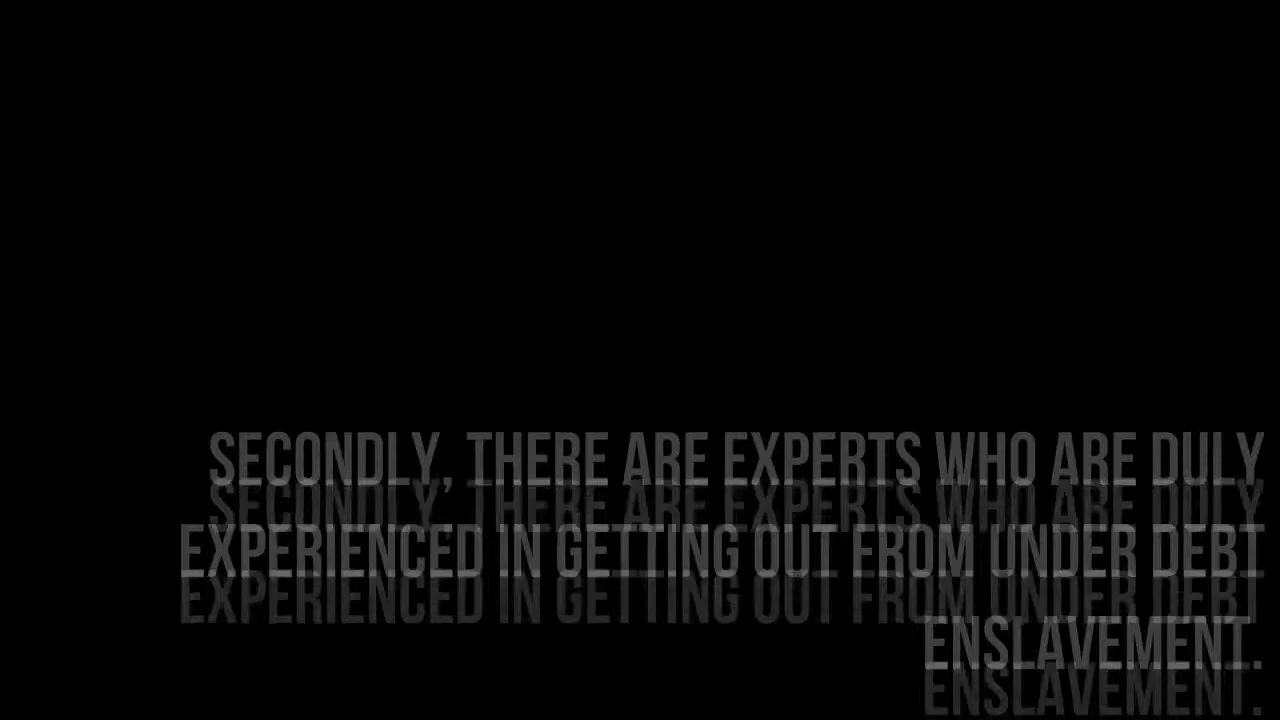 SECONDLY, THERE ARE EXPERTS WHO ARE DULY
EXPERIENCED IN GETTING OUT FROM UNDER DEBT
ENSLAVEMENT.